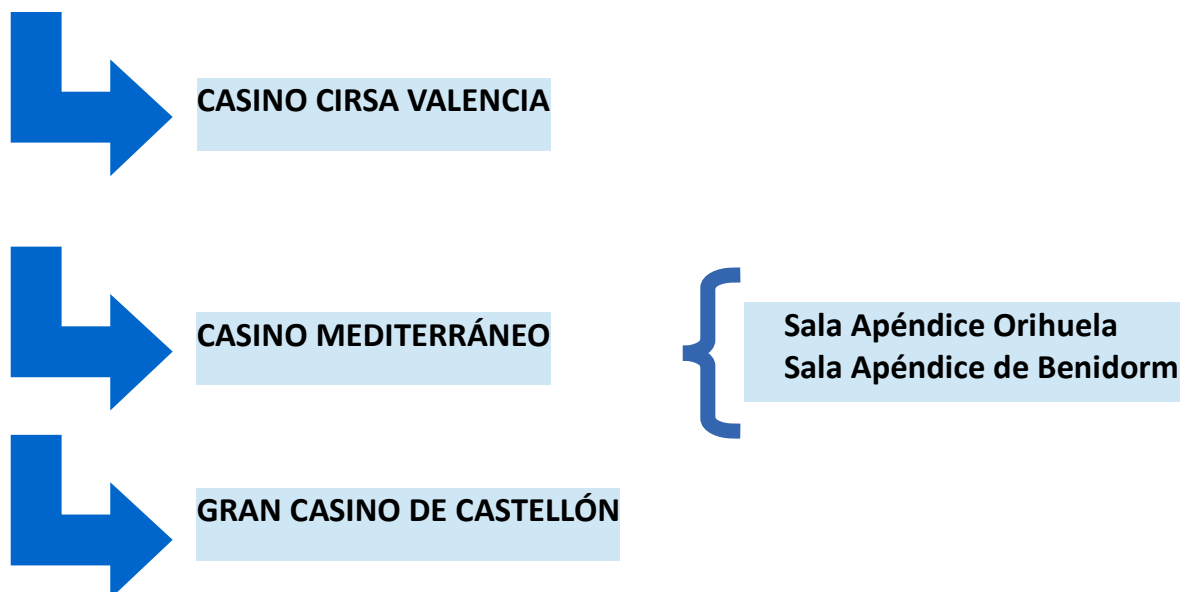 CASINO CIRSA VALENCIA
CASINO MEDITERRÁNEO
Sala Apéndice Orihuela
Sala Apéndice de Benidorm
GRAN CASINO DE CASTELLÓN